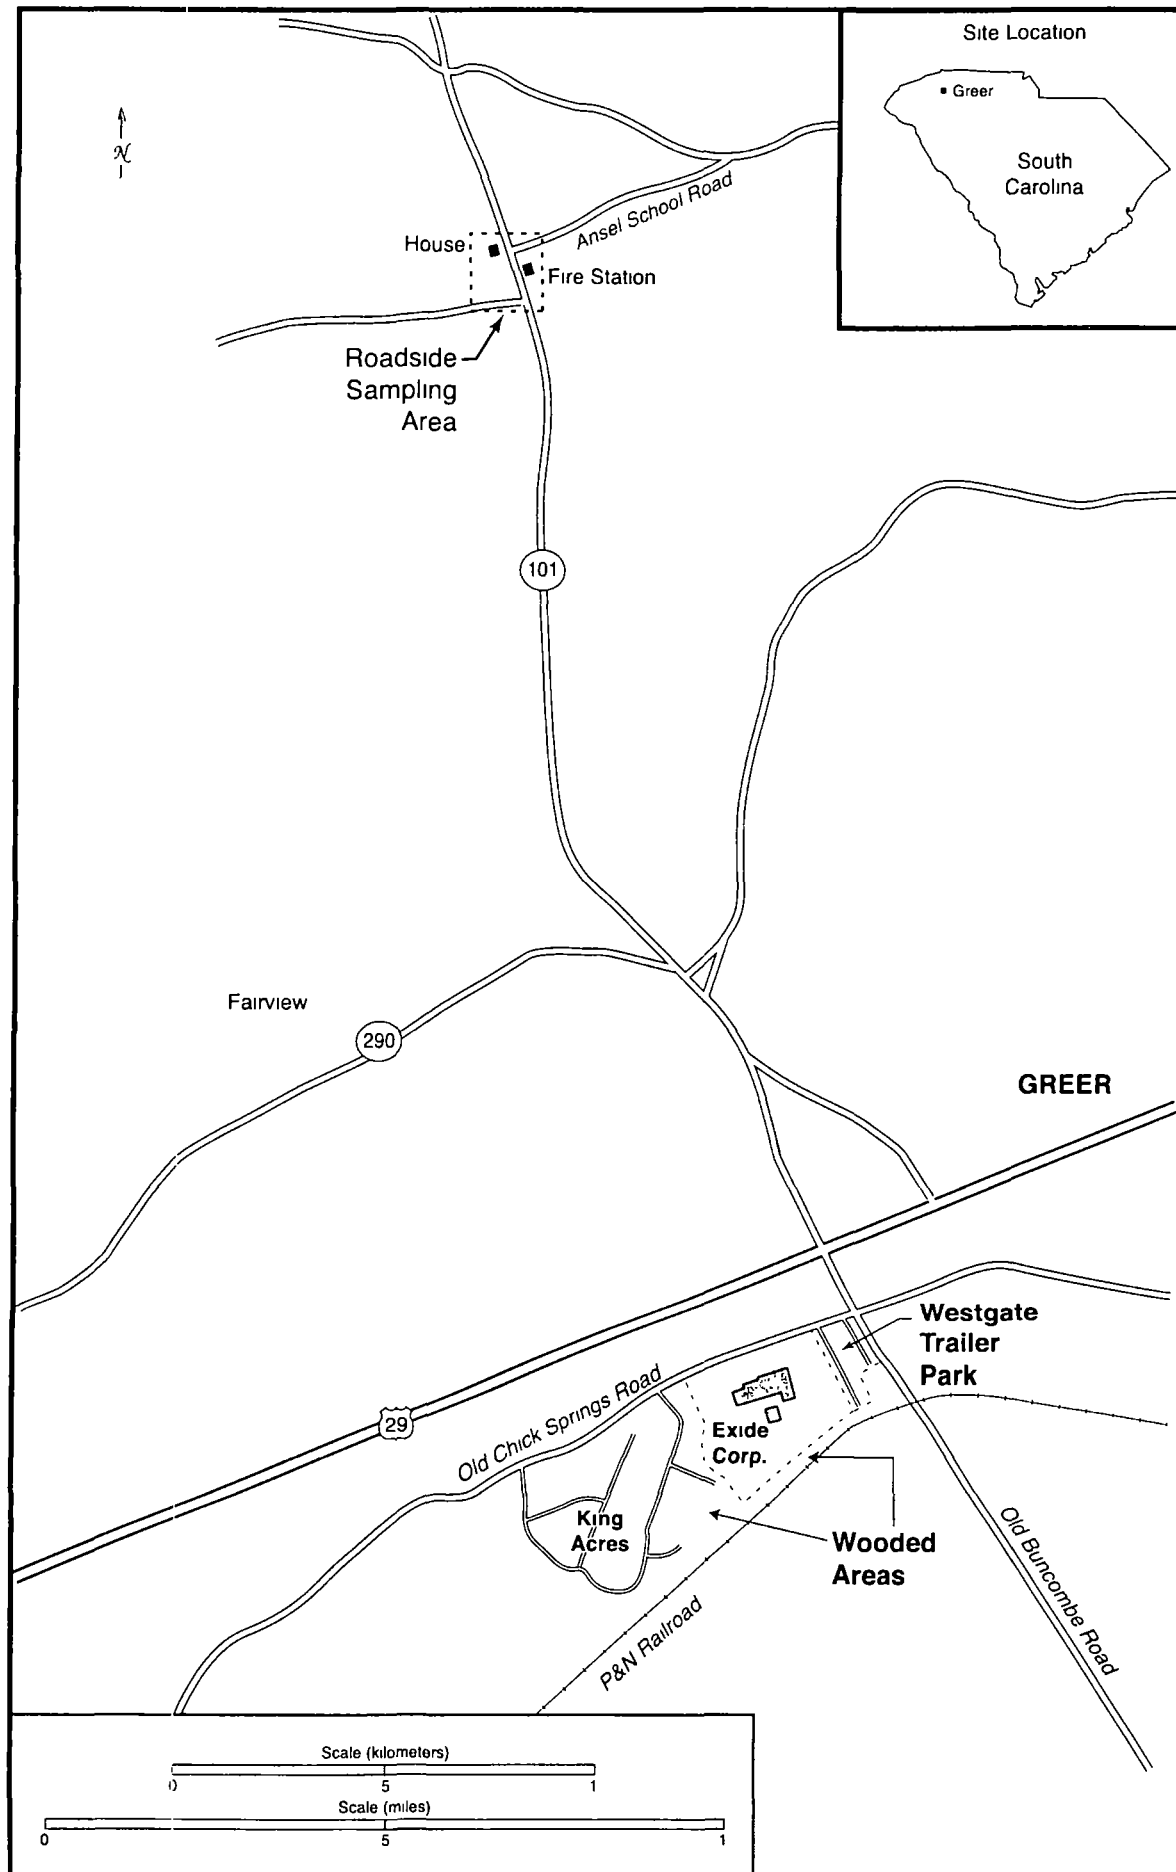 Site Location
Greer
South
Carolina
N
Ansel School Road
House
Fire Station
Roadside
Sampling
Area
101
Fairview
290
GREER
Westgate
Trailer
Park
Old Chick Springs Road
29
Exide
Corp.
King
Acres
Wooded
Areas
Old Buncombe Road
P&N Railroad
Scale (kilometers)
0 5 1
Scale (miles)
0 5 1